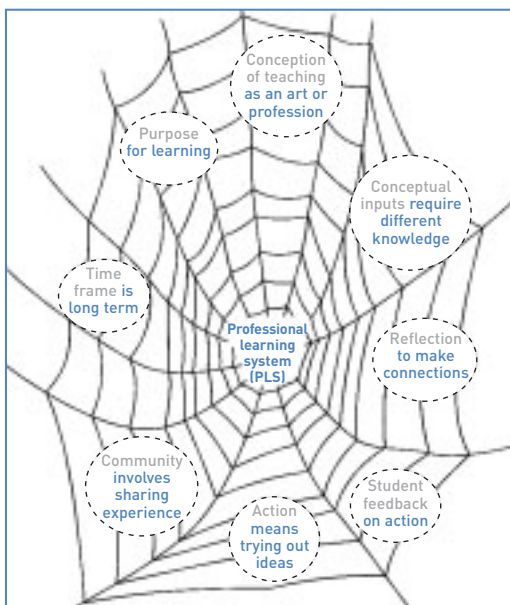 Conception
of teaching
as an art or
profession
Purpose
for learning
Conceptual
inputs require
different
knowledge
Time
frame is
long term
Professional
learning
system
(PLS)
Reflection
to make
connections
Community
involves
sharing
experience
Action
means
trying out
ideas
Student
feedback
on action